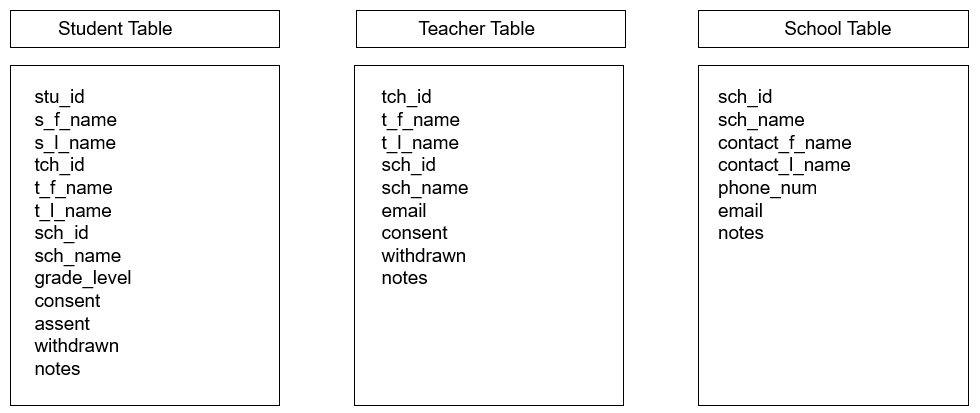 Student Table
stu_id
s_f_name
s_l_name
tch_id
t_f_name
t_l_name
sch_id
sch_name
grade_level
consent
assent
withdrawn
notes
Teacher Table
tch_id
t_f_name
t_l_name
sch_id
sch_name
email
consent
withdrawn
notes
School Table
sch_id
sch_name
contact_f_name
contact_l_name
phone_num
email
notes